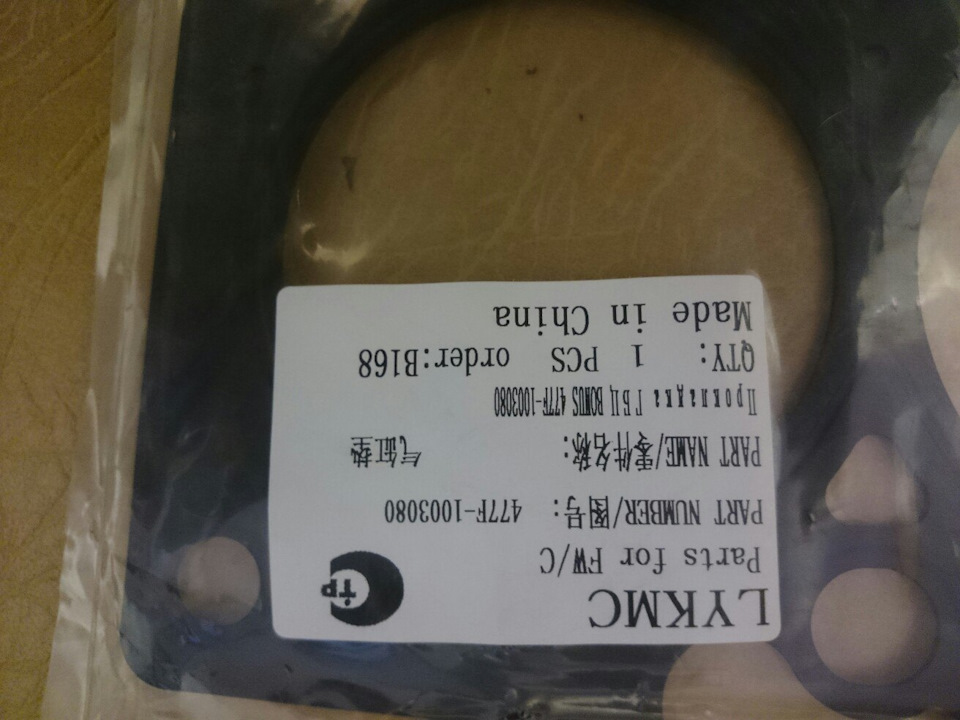 LYKMC
ITP
Parts for FW/C
PART NUMBER/图号: 477F-1003080
PART NAME/零件名称: 气缸垫
Прокладка ГБЦ BONUS 477F-1003080
QTY: 1 PCS order:B168
Made in China